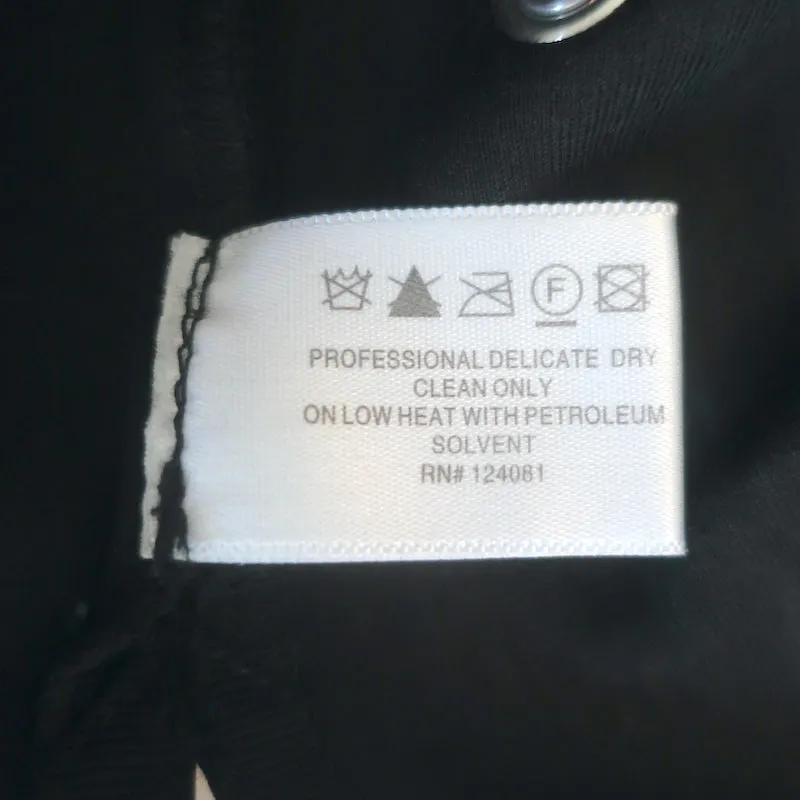 F
PROFESSIONAL DELICATE DRY
CLEAN ONLY
ON LOW HEAT WITH PETROLEUM
SOLVENT
RN# 124081